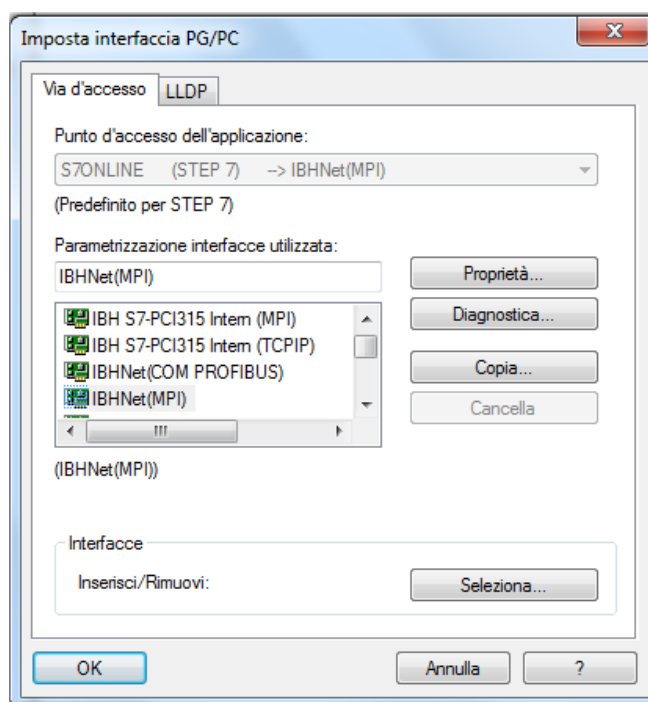 Imposta interfaccia PG/PC
Via d'accesso LLDP
Punto d'accesso dell'applicazione:
S7ONLINE (STEP 7) --> IBHNet(MPI)
(Predefinito per STEP 7)
Parametrizzazione interfacce utilizzata:
IBHNet(MPI)
Proprietà...
IBH S7-PCI315 Intern (MPI)
Diagnostica...
IBH S7-PCI315 Intern (TCPIP)
IBHNet(COM PROFIBUS)
Copia...
IBHNet(MPI)
Cancella
(IBHNet(MPI))
Interfacce
Inserisci/Rimuovi:
Seleziona...
OK Annulla ?